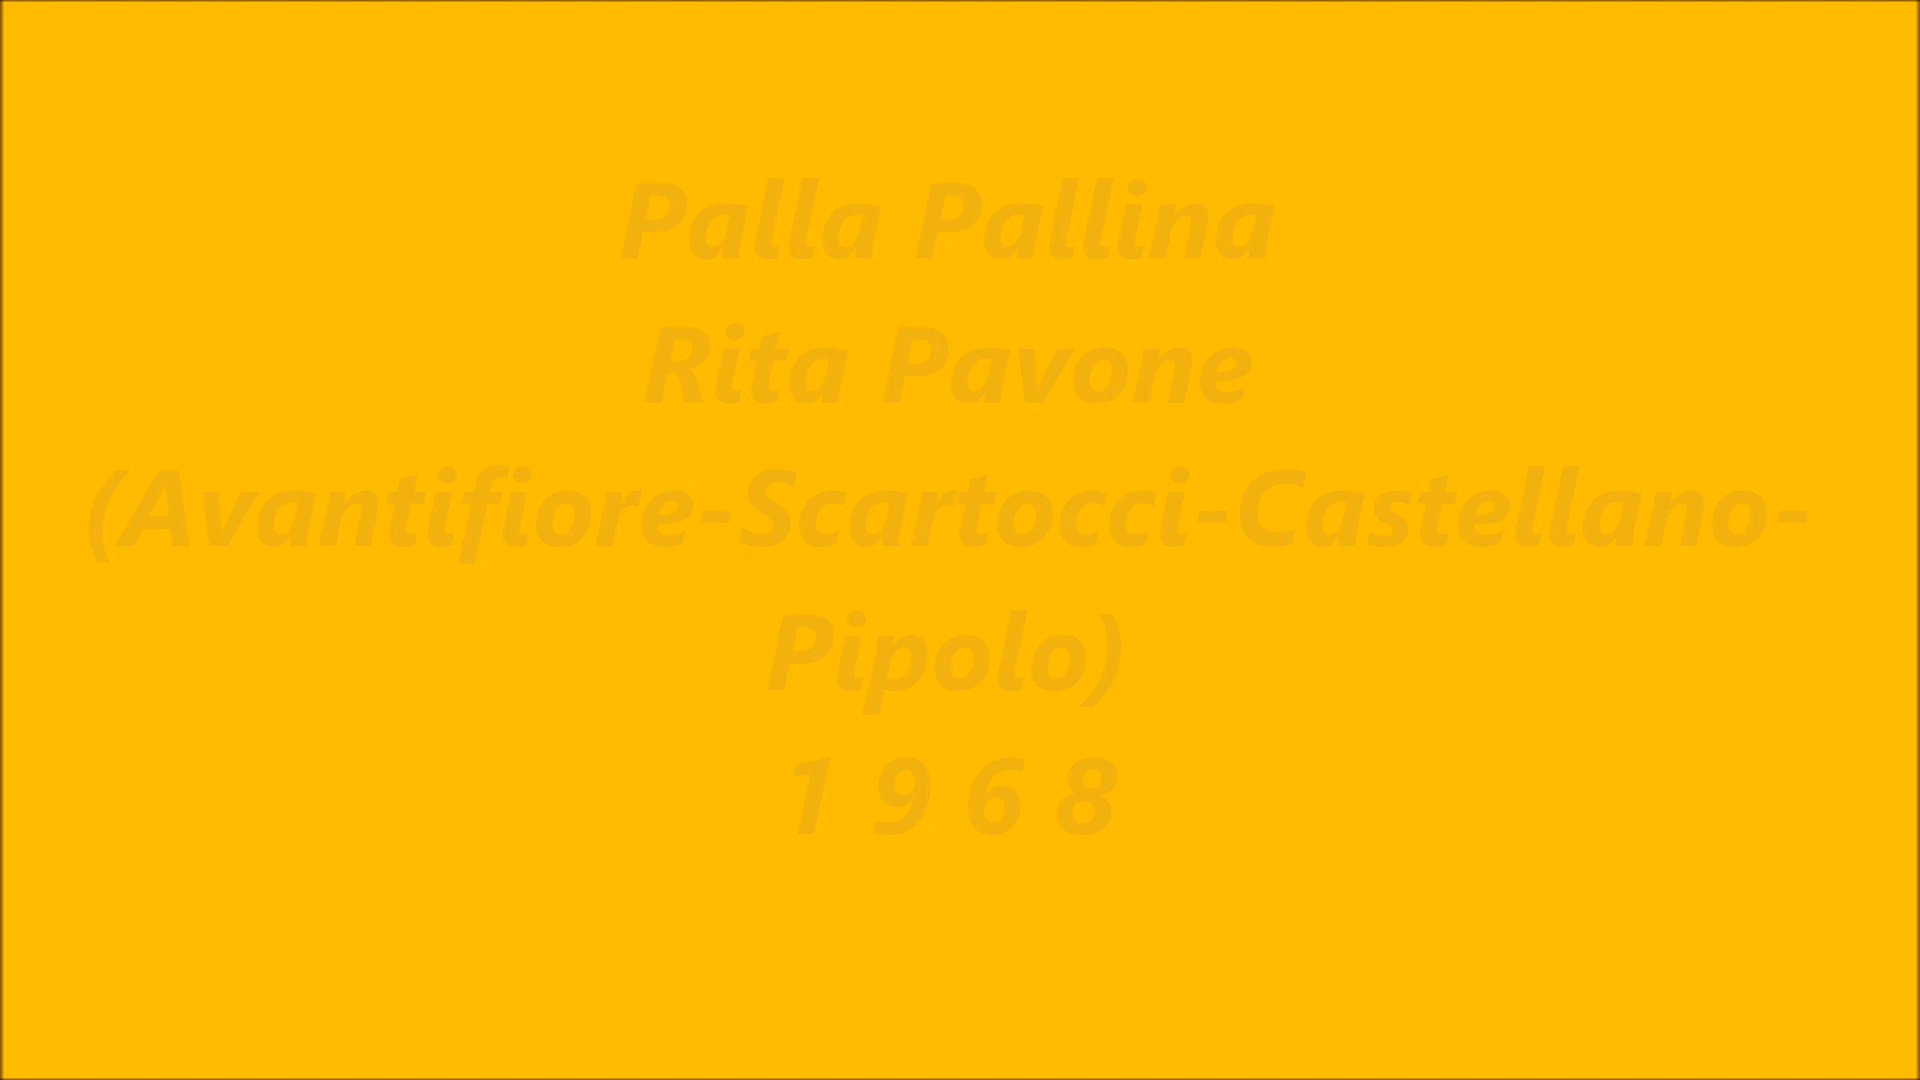 Palla Pallina
Rita Pavone
(Avantifiore-Scartocci-Castellano-
Pipolo)
1 9 6 8